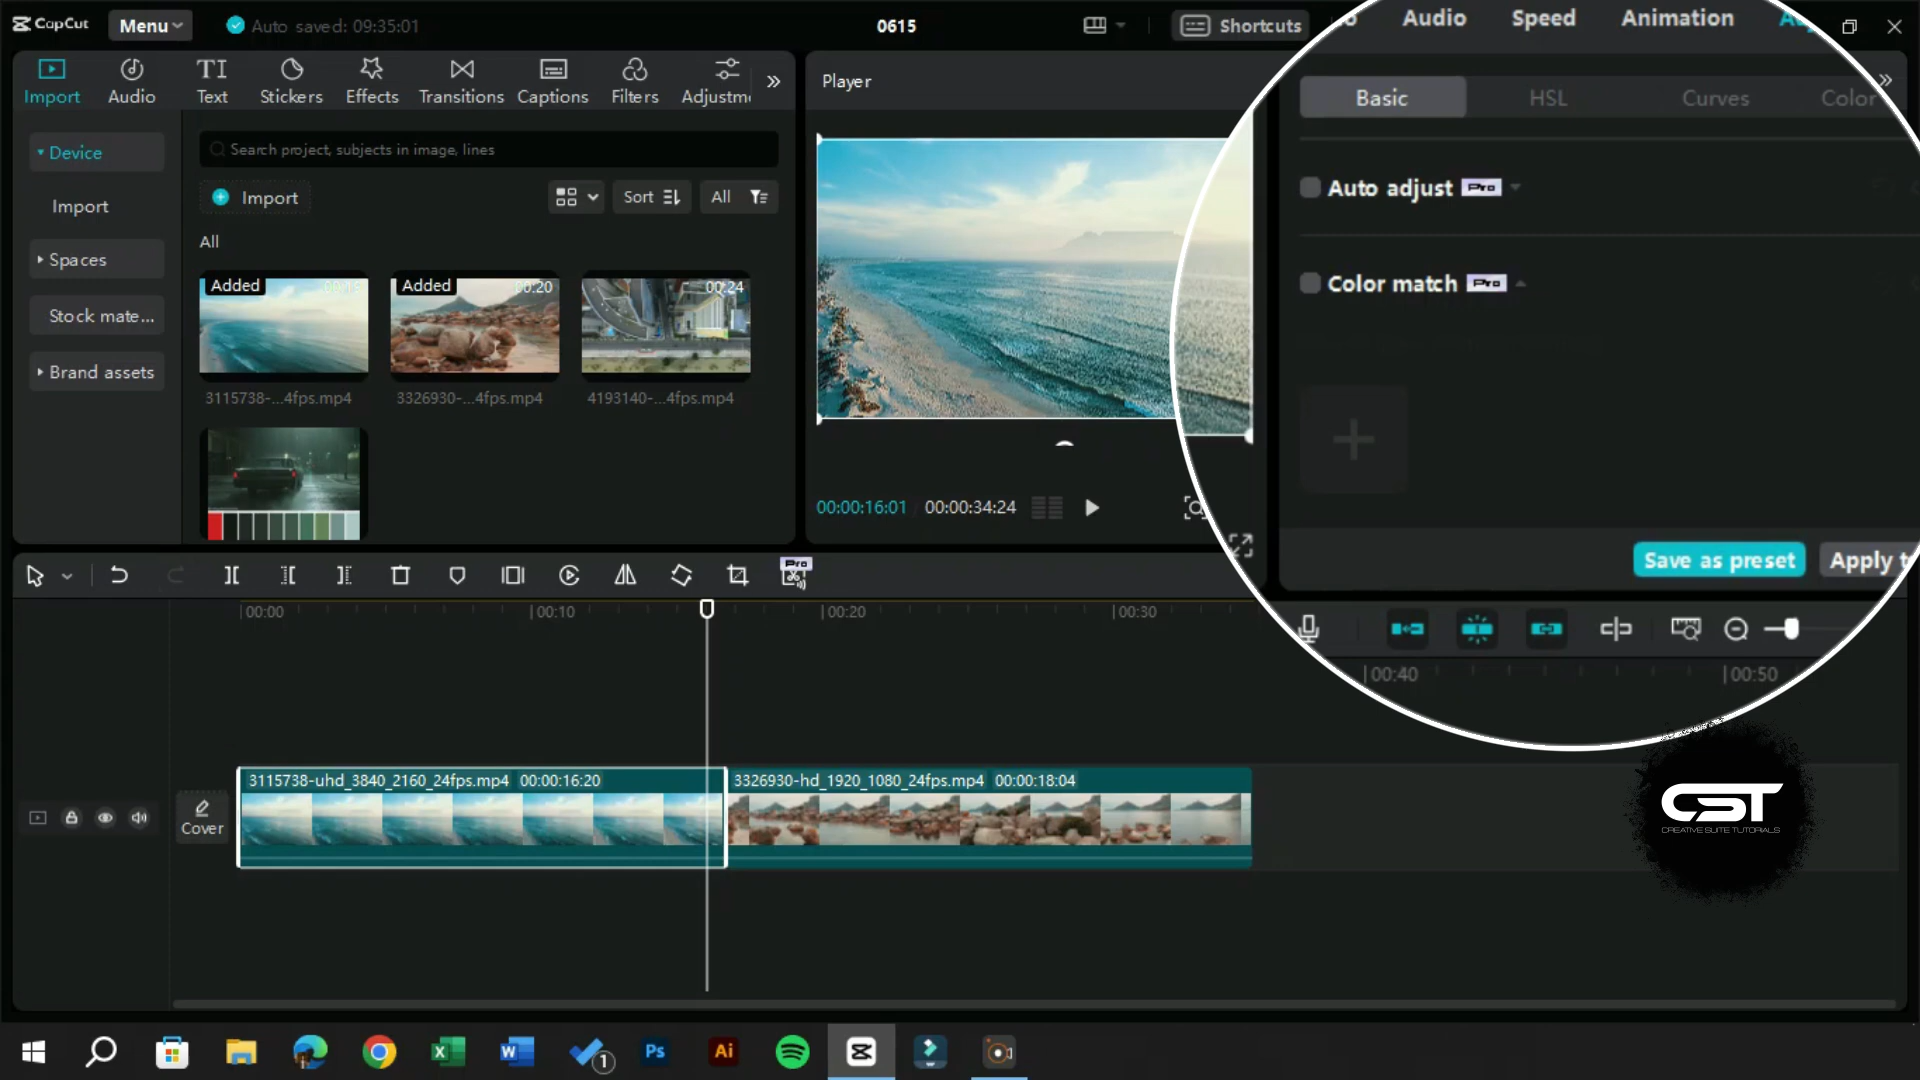 CapCut
Menu
Auto saved: 09:35:01
0615
Shortcuts
Audio
Speed
Animation
Import
Audio
Text
Stickers
Effects
Transitions
Captions
Filters
Adjustm
Player
Basic
HSL
Curves
Color
Device
Import
Spaces
Stock mate...
Brand assets
Search project, subjects in image, lines
Import
Sort
All
All
Added
Added
00:20
00:24
3115738-...4fps.mp4
3326930-...4fps.mp4
4193140-...4fps.mp4
Auto adjust Pro
Color match Pro
00:00:16:01
00:00:34:24
Save as preset
Apply t
Pro
00:00
00:10
00:20
00:30
00:40
00:50
Cover
3115738-uhd_3840_2160_24fps.mp4 00:00:16:20
3326930-hd_1920_1080_24fps.mp4 00:00:18:04
CST
CREATIVE SUITE TUTORIALS
1
Ps
Ai